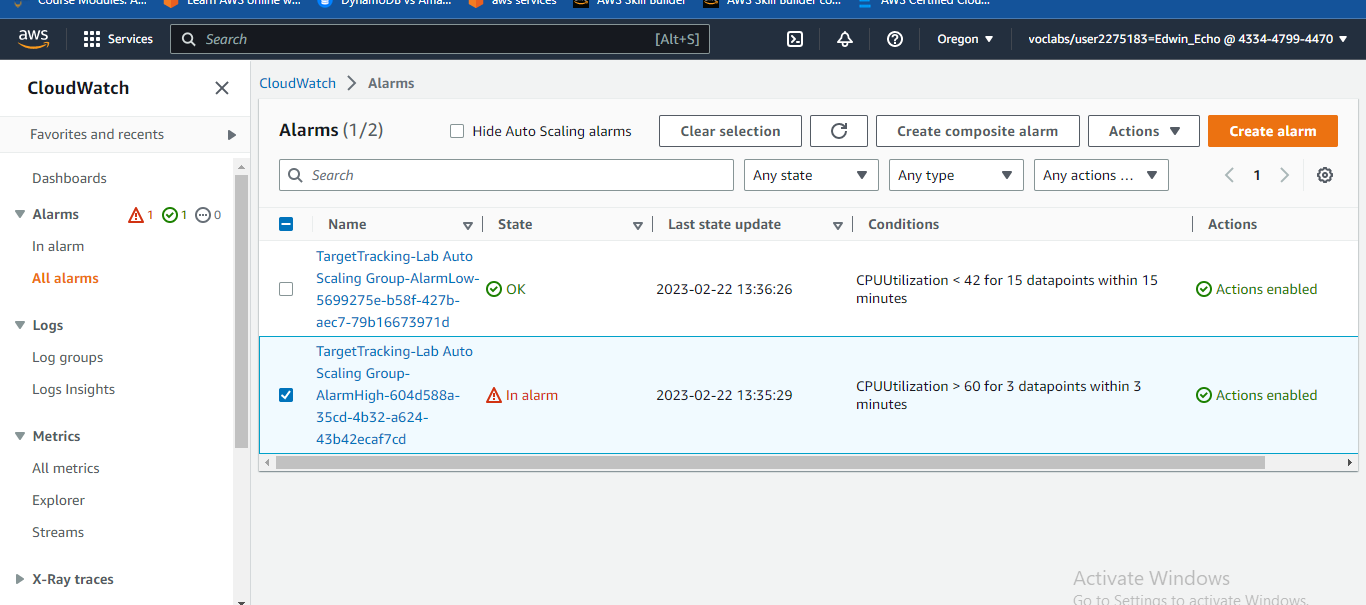 Course Modules: A...
Learn AWS online w...
DynamoDB vs Ama...
aws services
AWS Skill Builder
AWS Skill Builder co...
AWS Certified Clou...
aws
Services
Search
[Alt+S]
Oregon
voclabs/user2275183=Edwin_Echo @ 4334-4799-4470
CloudWatch
Favorites and recents
Dashboards
Alarms 1 1 0
In alarm
All alarms
Logs
Log groups
Logs Insights
Metrics
All metrics
Explorer
Streams
X-Ray traces
CloudWatch > Alarms
Alarms (1/2)
Hide Auto Scaling alarms
Clear selection
Create composite alarm
Actions
Create alarm
Search
Any state
Any type
Any actions ...
1
Name
State
Last state update
Conditions
Actions
TargetTracking-Lab Auto
Scaling Group-AlarmLow-
5699275e-b58f-427b-
aec7-79b16673971d
OK
2023-02-22 13:36:26
CPUUtilization < 42 for 15 datapoints within 15
minutes
Actions enabled
TargetTracking-Lab Auto
Scaling Group-
AlarmHigh-604d588a-
35cd-4b32-a624-
43b42ecaf7cd
In alarm
2023-02-22 13:35:29
CPUUtilization > 60 for 3 datapoints within 3
minutes
Actions enabled
Activate Windows
Go to Settings to activate Windows.